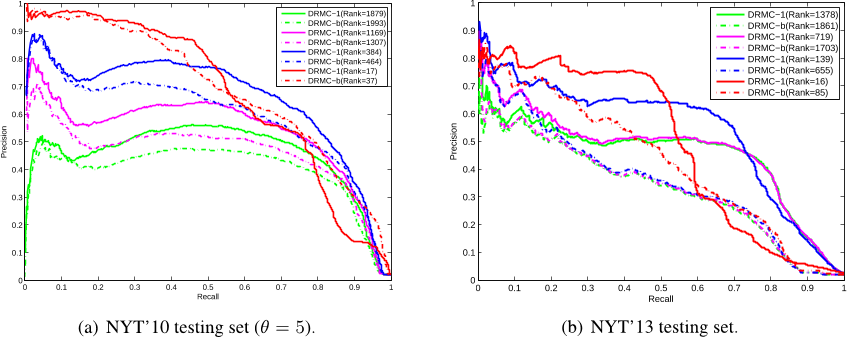 DRMC−1(Rank=1879)
DRMC−b(Rank=1993)
DRMC−1(Rank=1169)
DRMC−b(Rank=1307)
DRMC−1(Rank=384)
DRMC−b(Rank=464)
DRMC−1(Rank=17)
DRMC−b(Rank=37)
1
0.9
0.8
0.7
0.6
0.5
0.4
0.3
0.2
0.1
0
Precision
0 0.1 0.2 0.3 0.4 0.5 0.6 0.7 0.8 0.9 1
Recall
(a) NYT'10 testing set (θ = 5).
DRMC−1(Rank=1378)
DRMC−b(Rank=1861)
DRMC−1(Rank=719)
DRMC−b(Rank=1703)
DRMC−1(Rank=139)
DRMC−b(Rank=655)
DRMC−1(Rank=16)
DRMC−b(Rank=85)
1
0.9
0.8
0.7
0.6
0.5
0.4
0.3
0.2
0.1
0
Precision
0 0.1 0.2 0.3 0.4 0.5 0.6 0.7 0.8 0.9 1
Recall
(b) NYT'13 testing set.